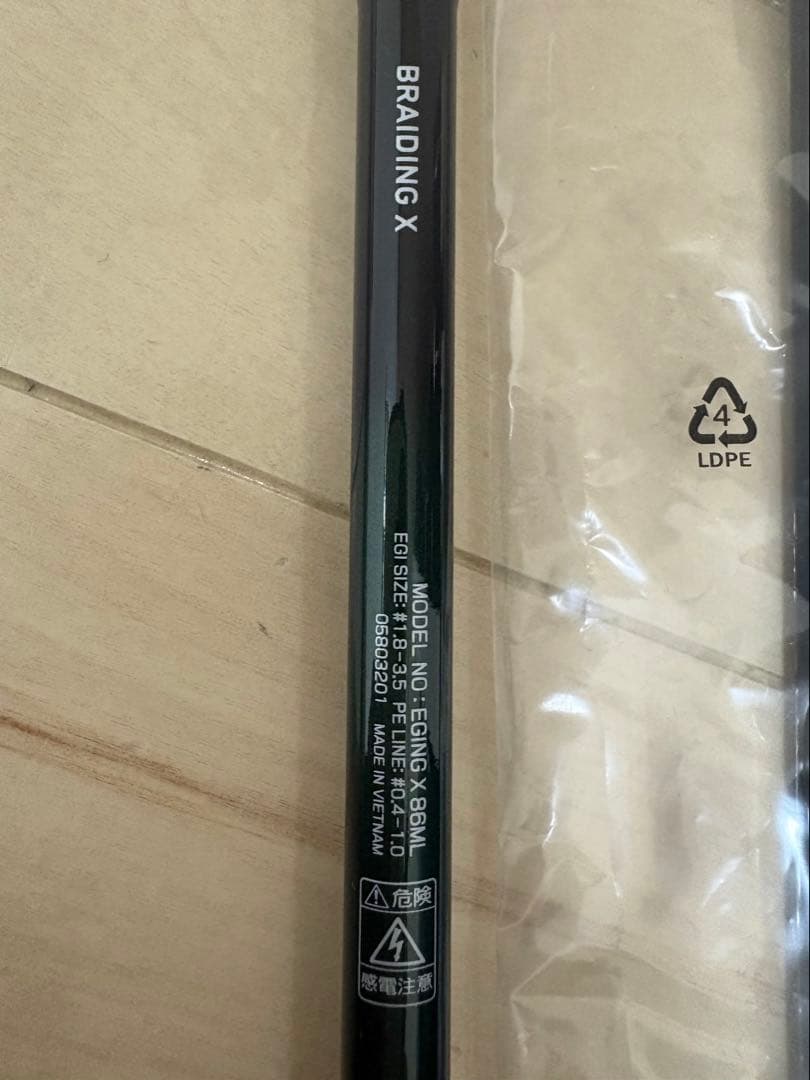 BRAIDING X
MODEL NO : EGING X 86ML
EGI SIZE: #1.8-3.5 PE LINE: #0.4-1.0
05803201 MADE IN VIETNAM
危険
感電注意
4
LDPE